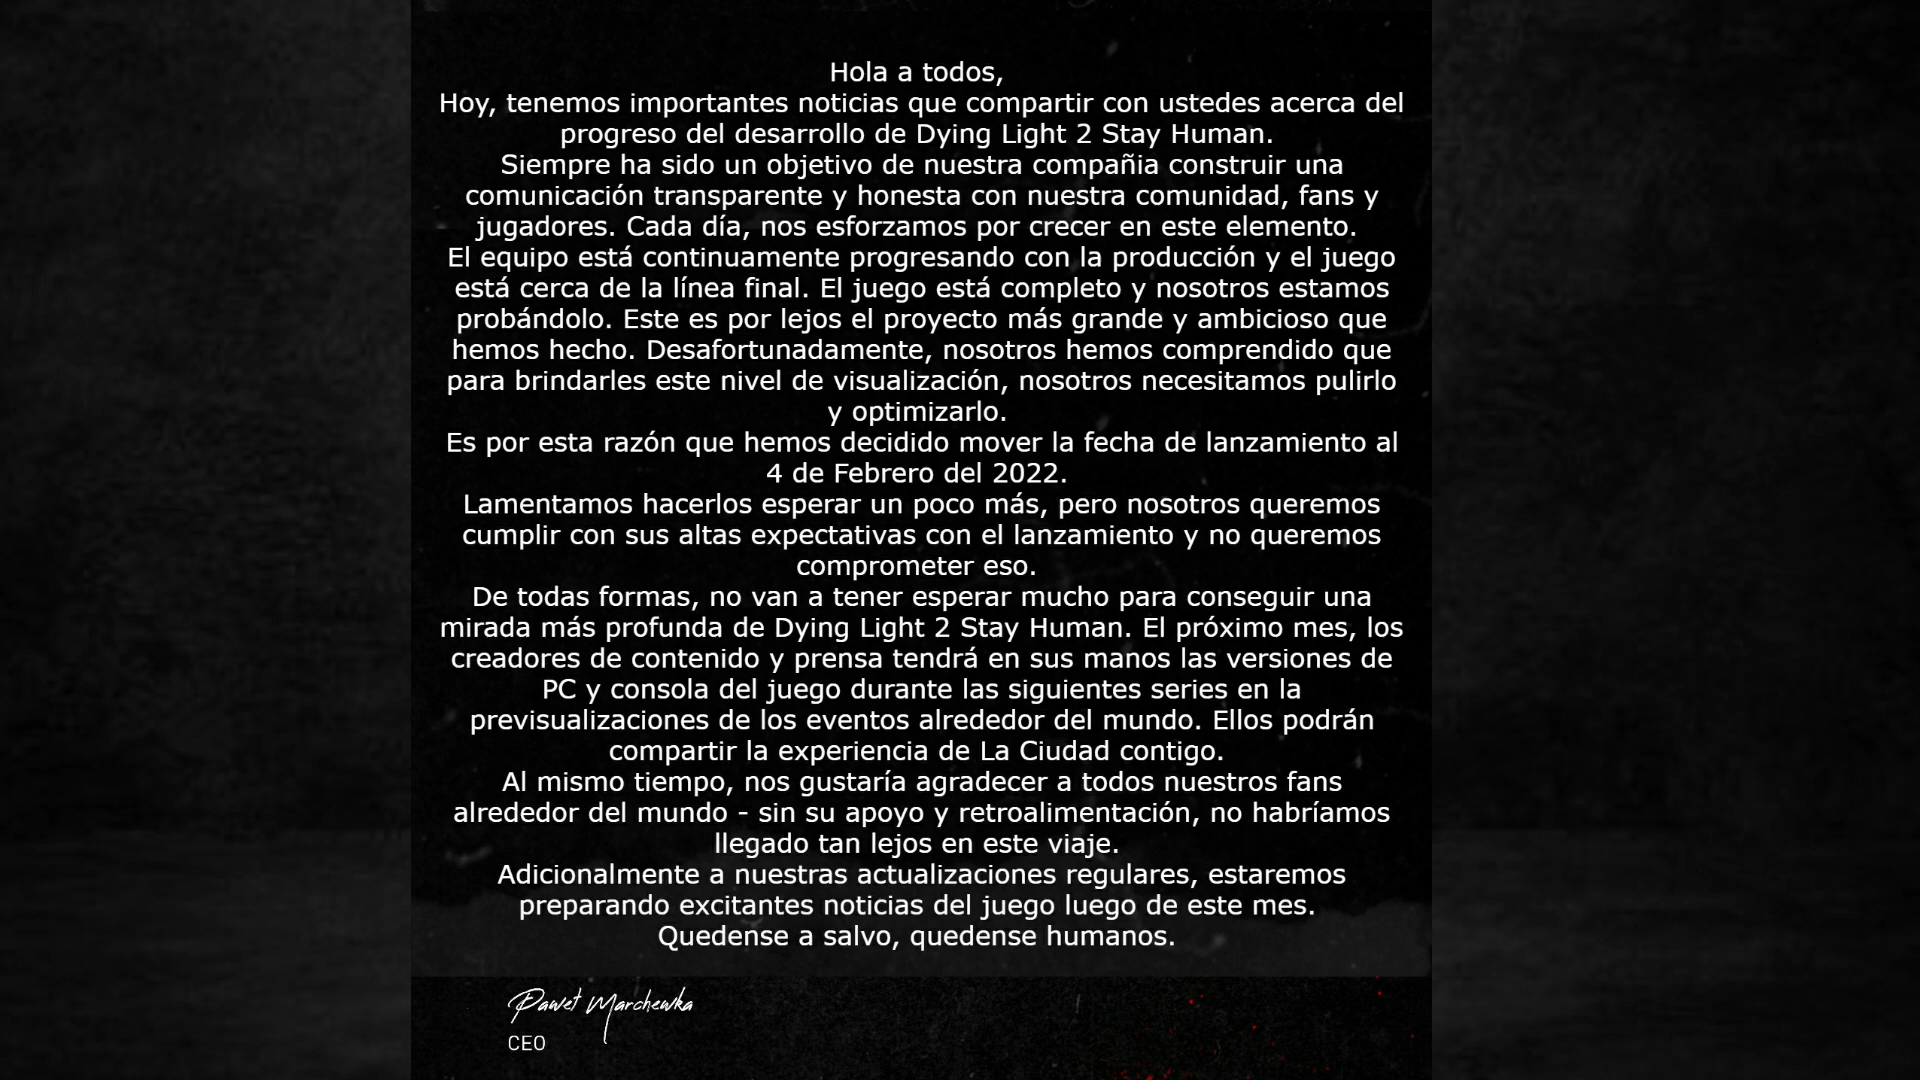 Hola a todos,
Hoy, tenemos importantes noticias que compartir con ustedes acerca del
progreso del desarrollo de Dying Light 2 Stay Human.
Siempre ha sido un objetivo de nuestra compañia construir una
comunicación transparente y honesta con nuestra comunidad, fans y
jugadores. Cada día, nos esforzamos por crecer en este elemento.
El equipo está continuamente progresando con la producción y el juego
está cerca de la línea final. El juego está completo y nosotros estamos
probándolo. Este es por lejos el proyecto más grande y ambicioso que
hemos hecho. Desafortunadamente, nosotros hemos comprendido que
para brindarles este nivel de visualización, nosotros necesitamos pulirlo
y optimizarlo.
Es por esta razón que hemos decidido mover la fecha de lanzamiento al
4 de Febrero del 2022.
Lamentamos hacerlos esperar un poco más, pero nosotros queremos
cumplir con sus altas expectativas con el lanzamiento y no queremos
comprometer eso.
De todas formas, no van a tener esperar mucho para conseguir una
mirada más profunda de Dying Light 2 Stay Human. El próximo mes, los
creadores de contenido y prensa tendrá en sus manos las versiones de
PC y consola del juego durante las siguientes series en la
previsualizaciones de los eventos alrededor del mundo. Ellos podrán
compartir la experiencia de La Ciudad contigo.
Al mismo tiempo, nos gustaría agradecer a todos nuestros fans
alrededor del mundo - sin su apoyo y retroalimentación, no habríamos
llegado tan lejos en este viaje.
Adicionalmente a nuestras actualizaciones regulares, estaremos
preparando excitantes noticias del juego luego de este mes.
Quedense a salvo, quedense humanos.
Paweł Marchewka
CEO